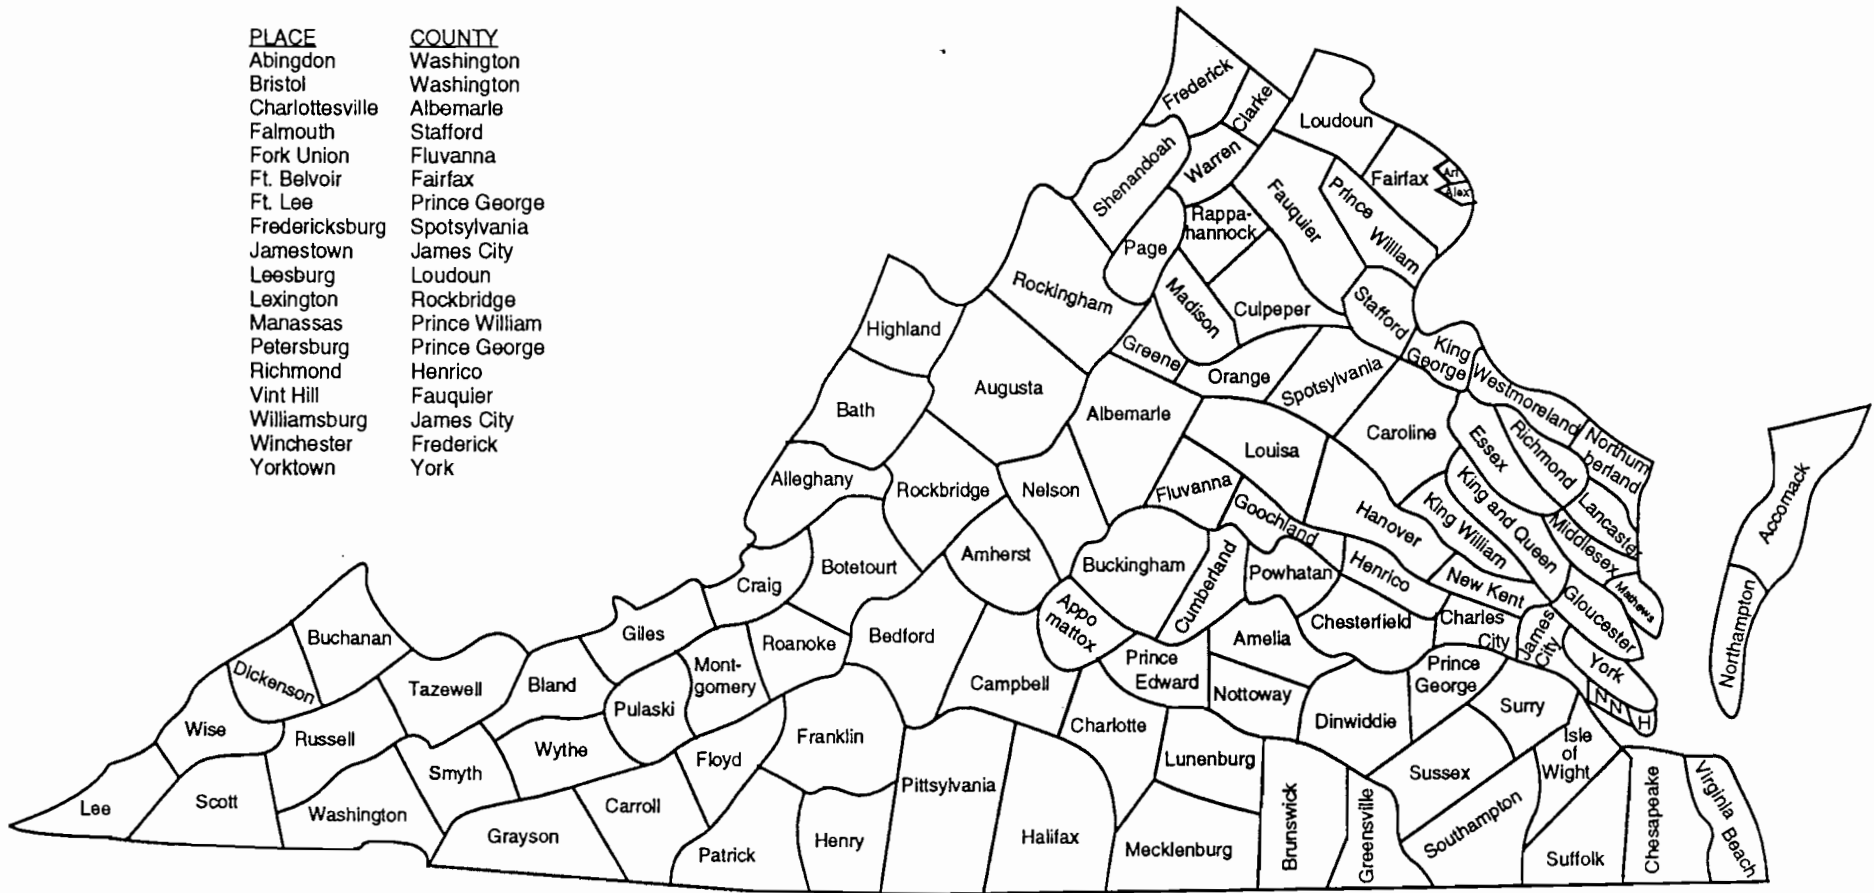 PLACE COUNTY
Abingdon Washington
Bristol Washington
Charlottesville Albemarle
Falmouth Stafford
Fork Union Fluvanna
Ft. Belvoir Fairfax
Ft. Lee Prince George
Fredericksburg Spotsylvania
Jamestown James City
Leesburg Loudoun
Lexington Rockbridge
Manassas Prince William
Petersburg Prince George
Richmond Henrico
Vint Hill Fauquier
Williamsburg James City
Winchester Frederick
Yorktown York
Frederick
Clarke
Loudoun
Shenandoah
Warren
Fairfax
Arl
Alex
Fauquier
Prince
William
Rappa-
hannock
Page
Rockingham
Madison
Culpeper
Stafford
Highland
Greene
Orange
Spotsylvania
King
George
Westmoreland
Augusta
Bath
Albemarle
Louisa
Caroline
Essex
Richmond
Northum
berland
Alleghany
Rockbridge
Nelson
Fluvanna
Goochland
Hanover
King William
King and Queen
Lancaster
Middlesex
Accomack
Craig
Botetourt
Amherst
Buckingham
Cumberland
Powhatan
Henrico
New Kent
Gloucester
Mathews
Northampton
Buchanan
Giles
Roanoke
Bedford
Appo
mattox
Amelia
Chesterfield
Charles
City
James
City
York
Dickenson
Tazewell
Bland
Mont-
gomery
Campbell
Prince
Edward
Nottoway
Prince
George
N
N
H
Wise
Russell
Pulaski
Wythe
Franklin
Charlotte
Dinwiddie
Surry
Isle
of
Wight
Smyth
Floyd
Pittsylvania
Lunenburg
Sussex
Lee
Scott
Washington
Carroll
Grayson
Patrick
Henry
Halifax
Mecklenburg
Brunswick
Greensville
Southampton
Suffolk
Chesapeake
Virginia
Beach